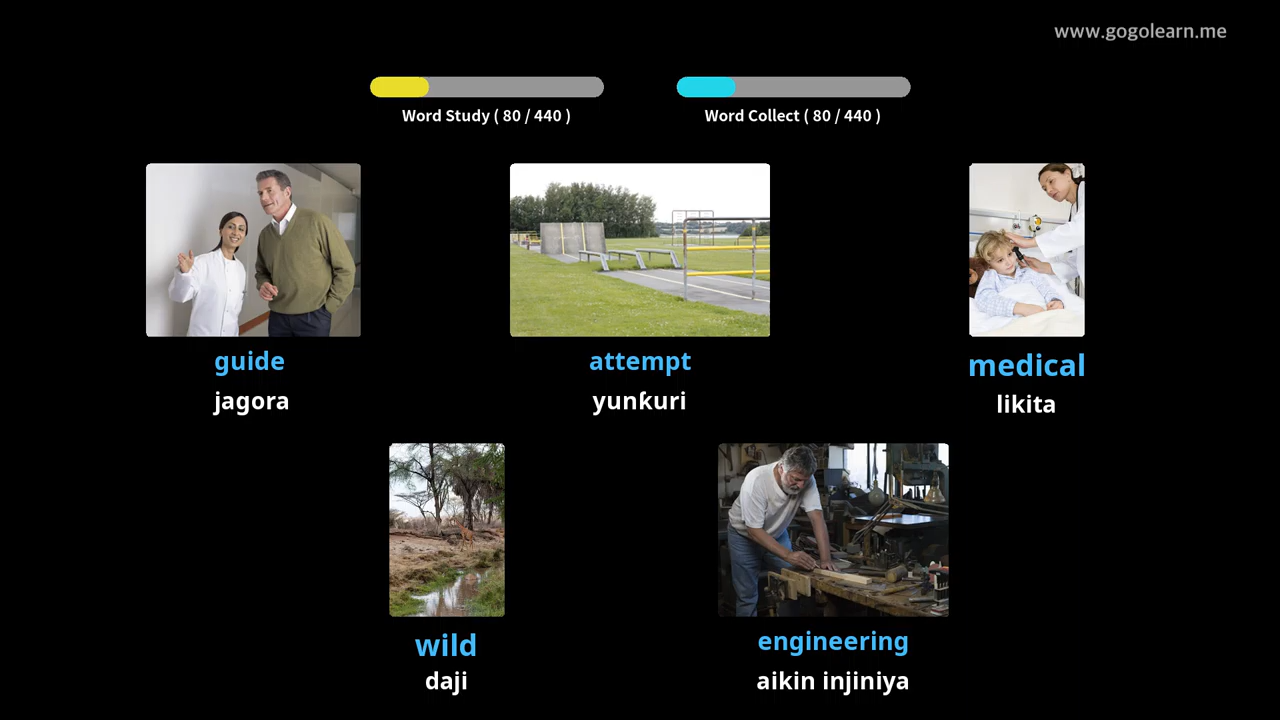 www.gogolearn.me
Word Study ( 80 / 440 )
Word Collect ( 80 / 440 )
guide
jagora
attempt
yunƙuri
medical
likita
wild
daji
engineering
aikin injiniya